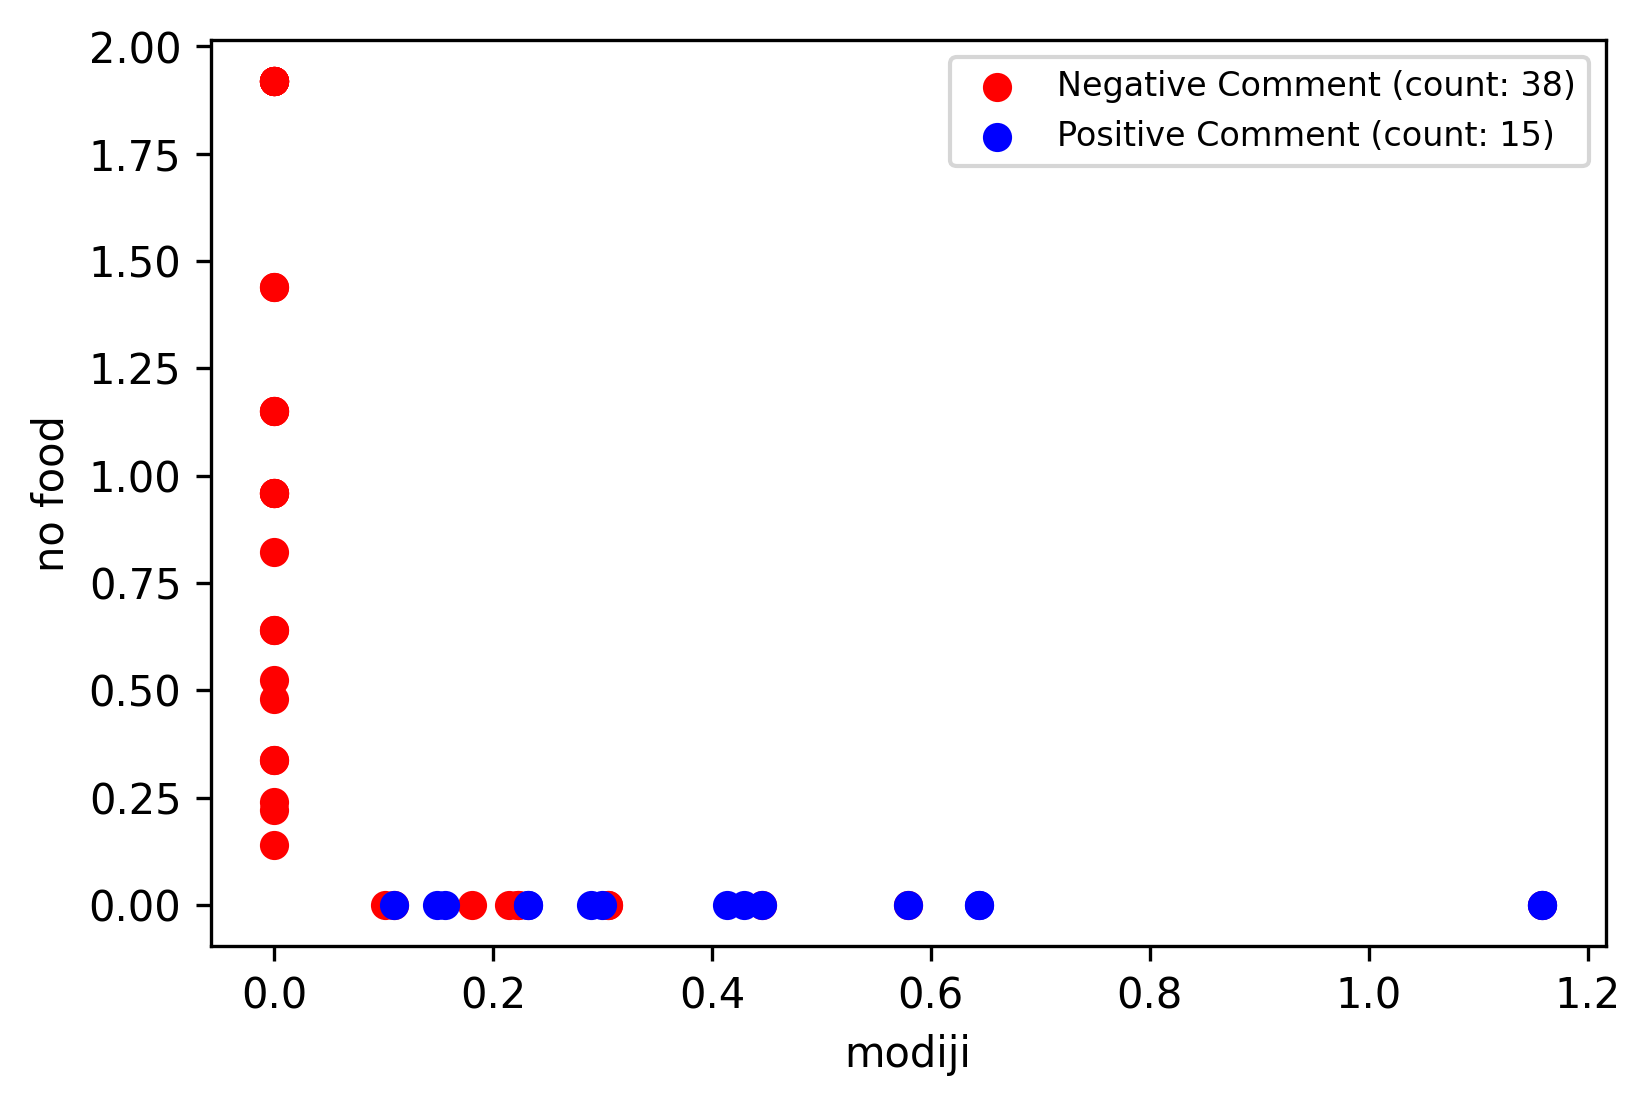 2.00
1.75
1.50
1.25
1.00
0.75
0.50
0.25
0.00
no food
Negative Comment (count: 38)
Positive Comment (count: 15)
0.0 0.2 0.4 0.6 0.8 1.0 1.2
modiji